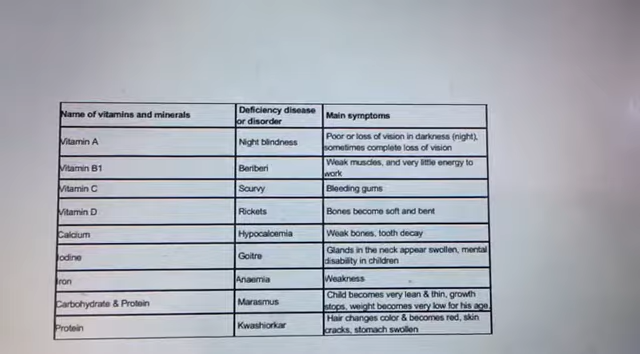 Name of vitamins and minerals
Deficiency disease
or disorder
Main symptoms
Vitamin A
Night blindness
Poor or loss of vision in darkness (night),
sometimes complete loss of vision
Vitamin B1
Beriberi
Weak muscles, and very little energy to
work
Vitamin C
Scurvy
Bleeding gums
Vitamin D
Rickets
Bones become soft and bent
Calcium
Hypocalcemia
Weak bones, tooth decay
Iodine
Goitre
Glands in the neck appear swollen, mental
disability in children
Iron
Anaemia
Weakness
Carbohydrate & Protein
Marasmus
Child becomes very lean & thin, growth
stops, weight becomes very low for his age
Protein
Kwashiorkar
Hair changes color & becomes red, skin
cracks, stomach swollen